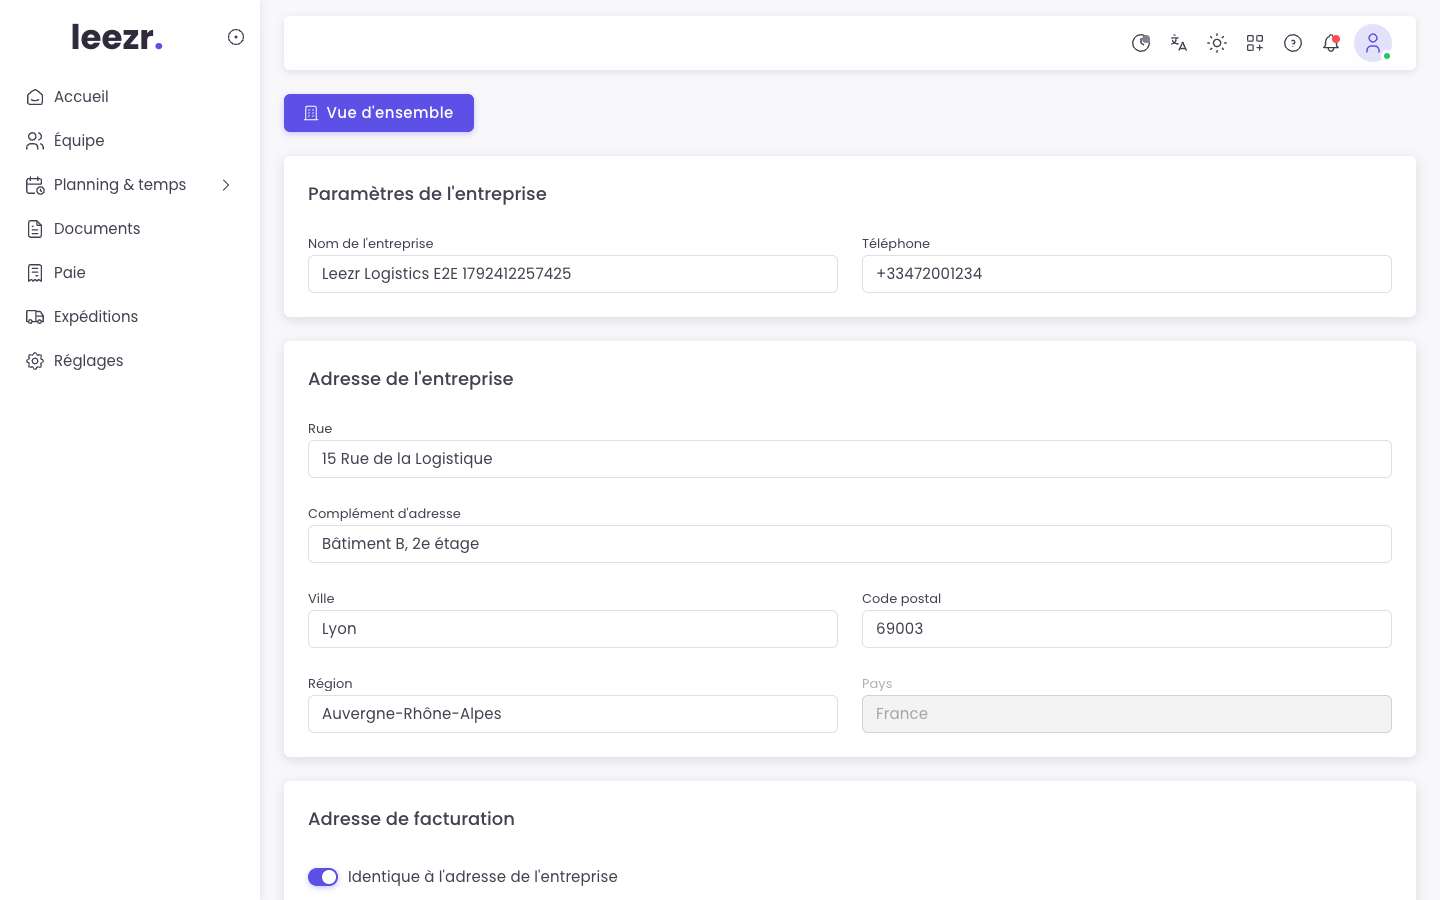 leezr.
Accueil
Équipe
Planning & temps
Documents
Paie
Expéditions
Réglages
Vue d'ensemble
Paramètres de l'entreprise
Nom de l'entreprise
Leezr Logistics E2E 1792412257425
Téléphone
+33472001234
Adresse de l'entreprise
Rue
15 Rue de la Logistique
Complément d'adresse
Bâtiment B, 2e étage
Ville
Lyon
Code postal
69003
Région
Auvergne-Rhône-Alpes
Pays
France
Adresse de facturation
Identique à l'adresse de l'entreprise